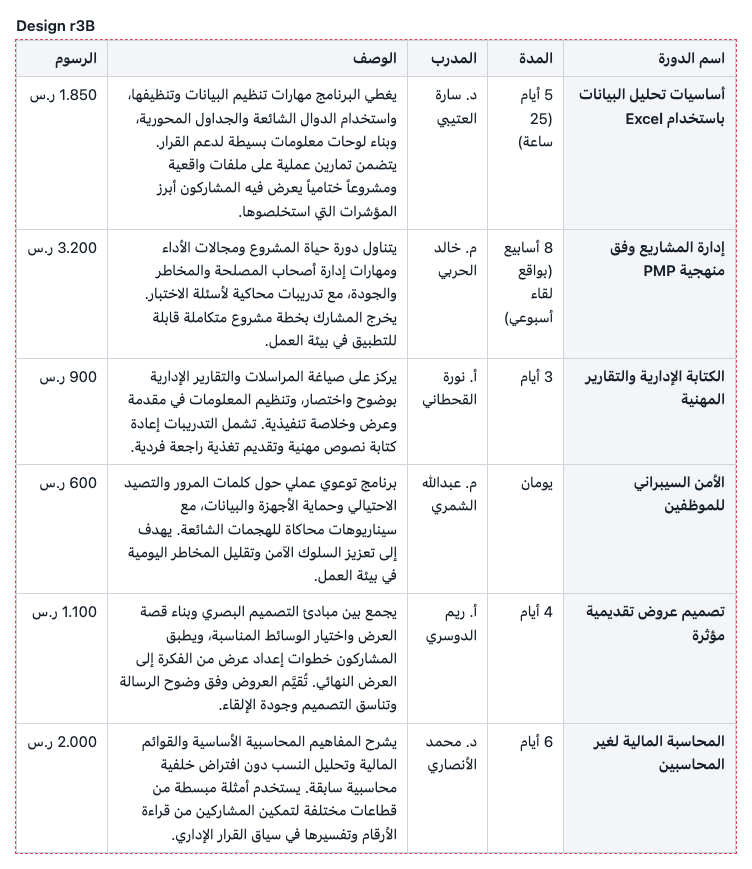 Design r3B
اسم الدورة
المدة
المدرب
الوصف
الرسوم
أساسيات تحليل البيانات
باستخدام Excel
5 أيام
(25
ساعة)
د. سارة
العتيبي
يغطي البرنامج مهارات تنظيم البيانات وتنظيفها،
واستخدام الدوال الشائعة والجداول المحورية،
وبناء لوحات معلومات بسيطة لدعم القرار.
يتضمن تمارين عملية على ملفات واقعية
ومشروعاً ختامياً يعرض فيه المشاركون أبرز
المؤشرات التي استخلصوها.
1.850 ر.س
إدارة المشاريع وفق
منهجية PMP
8 أسابيع
(بواقع
لقاء
أسبوعي)
م. خالد
الحربي
يتناول دورة حياة المشروع ومجالات الأداء
ومهارات إدارة أصحاب المصلحة والمخاطر
والجودة، مع تدريبات محاكية لأسئلة الاختبار.
يخرج المشارك بخطة مشروع متكاملة قابلة
للتطبيق في بيئة العمل.
3.200 ر.س
الكتابة الإدارية والتقارير
المهنية
3 أيام
أ. نورة
القحطاني
يركز على صياغة المراسلات والتقارير الإدارية
بوضوح واختصار، وتنظيم المعلومات في مقدمة
وعرض وخلاصة تنفيذية. تشمل التدريبات إعادة
كتابة نصوص مهنية وتقديم تغذية راجعة فردية.
900 ر.س
الأمن السيبراني
للموظفين
يومان
م. عبدالله
الشمري
برنامج توعوي عملي حول كلمات المرور والتصيد
الاحتيالي وحماية الأجهزة والبيانات، مع
سيناريوهات محاكاة للهجمات الشائعة. يهدف
إلى تعزيز السلوك الآمن وتقليل المخاطر اليومية
في بيئة العمل.
600 ر.س
تصميم عروض تقديمية
مؤثرة
4 أيام
أ. ريم
الدوسري
يجمع بين مبادئ التصميم البصري وبناء قصة
العرض واختيار الوسائط المناسبة، ويطبق
المشاركون خطوات إعداد عرض من الفكرة إلى
العرض النهائي. تُقيَّم العروض وفق وضوح الرسالة
وتناسق التصميم وجودة الإلقاء.
1.100 ر.س
المحاسبة المالية لغير
المحاسبين
6 أيام
د. محمد
الأنصاري
يشرح المفاهيم المحاسبية الأساسية والقوائم
المالية وتحليل النسب دون افتراض خلفية
محاسبية سابقة. يستخدم أمثلة مبسطة من
قطاعات مختلفة لتمكين المشاركين من قراءة
الأرقام وتفسيرها في سياق القرار الإداري.
2.000 ر.س